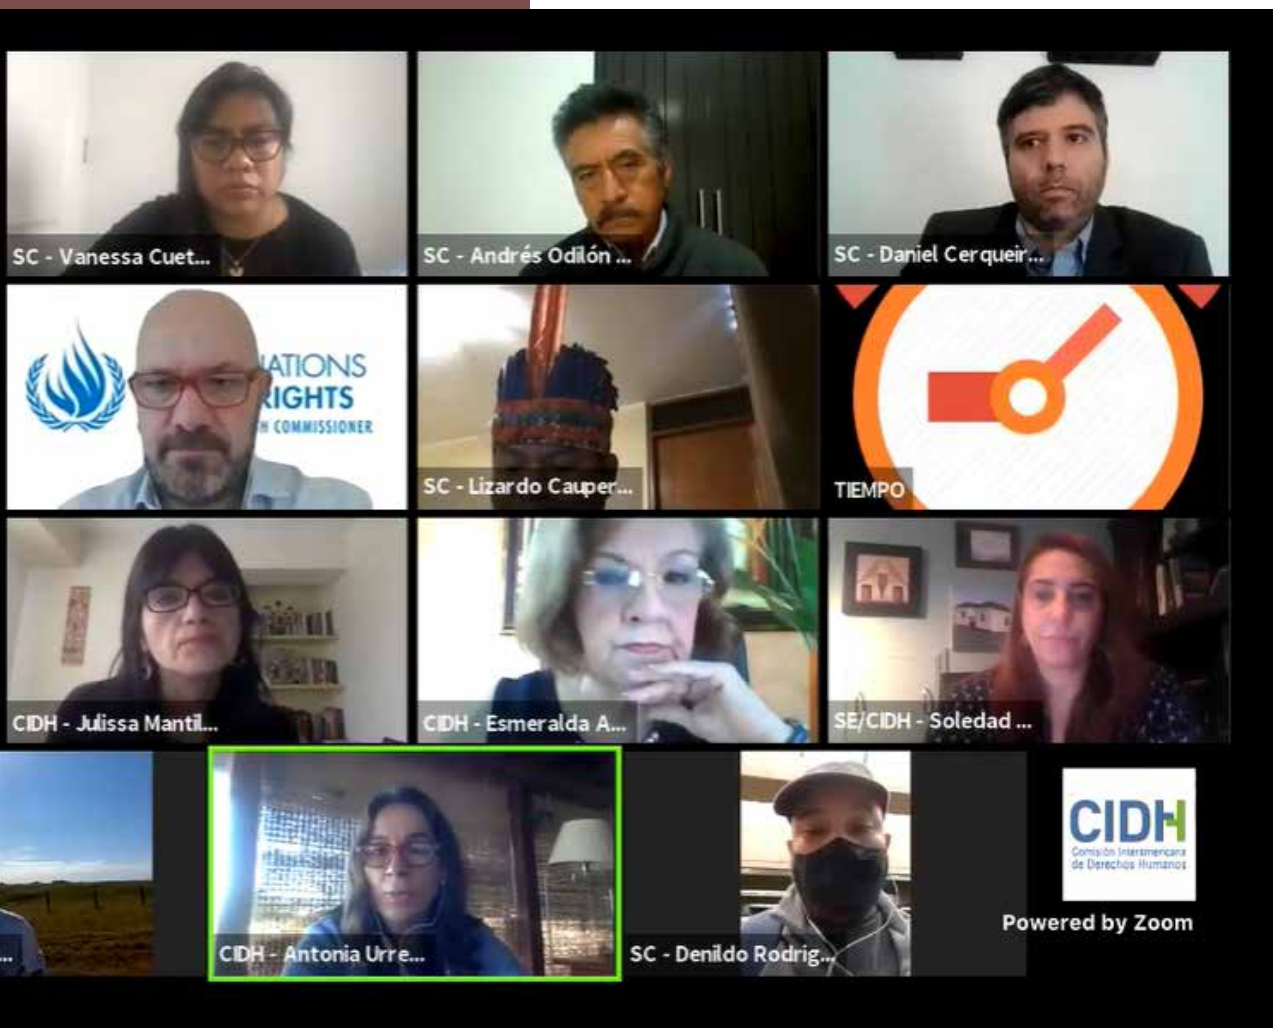 SC - Vanessa Cuet...
SC - Andrés Odilón ...
SC - Daniel Cerqueir...
NATIONS
RIGHTS
H COMMISSIONER
SC - Lizardo Cauper...
TIEMPO
CIDH - Julissa Mantil...
CIDH - Esmeralda A...
SE/CIDH - Soledad ...
...
CIDH - Antonia Urre...
SC - Denildo Rodrig...
CIDH
Comisión Interamericana
de Derechos Humanos
Powered by Zoom